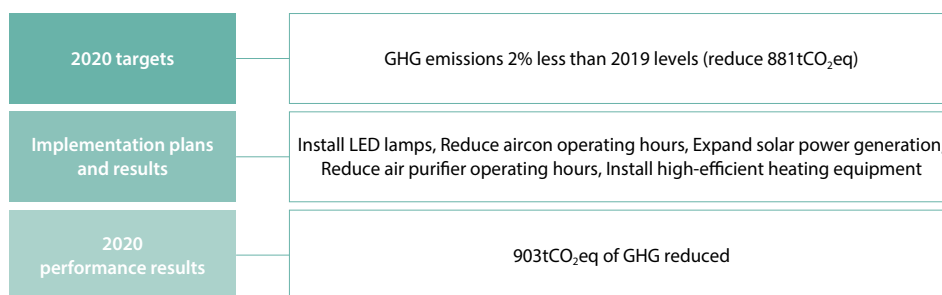 2020 targets
GHG emissions 2% less than 2019 levels (reduce 881tCO₂eq)
Implementation plans
and results
Install LED lamps, Reduce aircon operating hours, Expand solar power generation,
Reduce air purifier operating hours, Install high-efficient heating equipment
2020
performance results
903tCO₂eq of GHG reduced